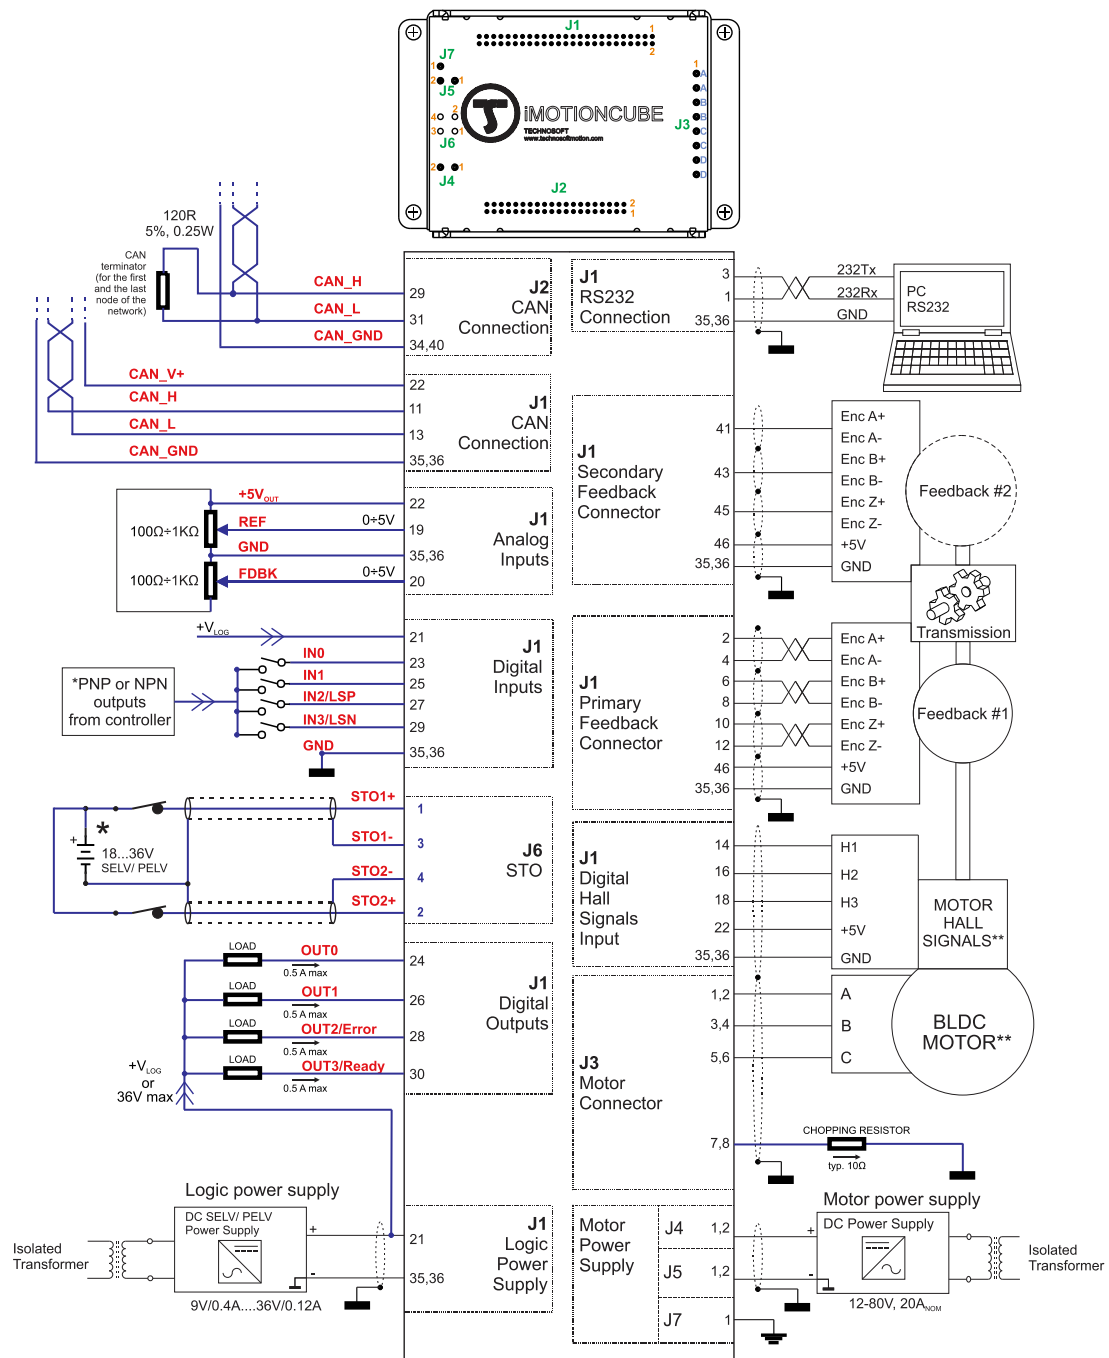 J1
1
2
J7
1
2
1
J5
4
2
3
1
J6
2
1
J4
iMOTIONCUBE
TECHNOSOFT
www.technosoftmotion.com
1
A
A
B
B
C
C
D
D
J3
J2
2
1
120R
5%, 0.25W
CAN
terminator
(for the first
and the last
node of the
network)
CAN_H
29
CAN_L
31
CAN_GND
34,40
J2
CAN
Connection
CAN_V+
22
CAN_H
11
CAN_L
13
CAN_GND
35,36
J1
CAN
Connection
+5VOUT
22
100Ω÷1KΩ
REF
0÷5V
19
GND
35,36
100Ω÷1KΩ
FDBK
0÷5V
20
J1
Analog
Inputs
+VLOG
21
*PNP or NPN
outputs
from controller
IN0
23
IN1
25
IN2/LSP
27
IN3/LSN
29
GND
35,36
J1
Digital
Inputs
STO1+
1
*
+
18...36V
SELV/ PELV
STO1-
3
STO2-
4
STO2+
2
J6
STO
LOAD
OUT0
0.5 A max
24
LOAD
OUT1
0.5 A max
26
LOAD
OUT2/Error
0.5 A max
28
LOAD
OUT3/Ready
0.5 A max
30
J1
Digital
Outputs
+VLOG
or
36V max
Logic power supply
DC SELV/ PELV
Power Supply
Isolated
Transformer
+
-
9V/0.4A....36V/0.12A
21
35,36
J1
Logic
Power
Supply
J1
RS232
Connection
3
1
35,36
232Tx
232Rx
GND
PC
RS232
J1
Secondary
Feedback
Connector
41
43
45
46
35,36
Enc A+
Enc A-
Enc B+
Enc B-
Enc Z+
Enc Z-
+5V
GND
Feedback #2
Transmission
J1
Primary
Feedback
Connector
2
4
6
8
10
12
46
35,36
Enc A+
Enc A-
Enc B+
Enc B-
Enc Z+
Enc Z-
+5V
GND
Feedback #1
J1
Digital
Hall
Signals
Input
14
16
18
22
35,36
H1
H2
H3
+5V
GND
MOTOR
HALL
SIGNALS**
J3
Motor
Connector
1,2
3,4
5,6
7,8
A
B
C
BLDC
MOTOR**
CHOPPING RESISTOR
typ. 10Ω
Motor
Power
Supply
J4
1,2
J5
1,2
J7
1
Motor power supply
DC Power Supply
+
-
12-80V, 20ANOM
Isolated
Transformer